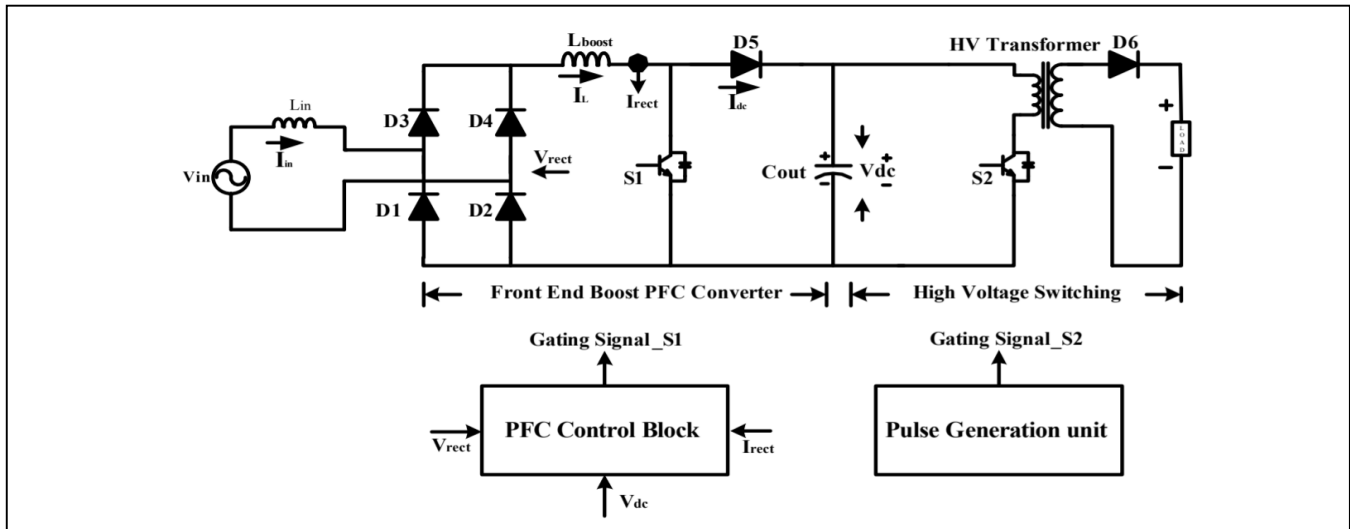 Lboost
D5
HV Transformer
D6
IL
Irect
Idc
Lin
D3
D4
Iin
Vrect
Vin
S1
Cout
Vdc
S2
LOAD
D1
D2
+
-
+
-
+
-
Front End Boost PFC Converter
High Voltage Switching
Gating Signal_S1
Gating Signal_S2
PFC Control Block
Pulse Generation unit
Vrect
Irect
Vdc